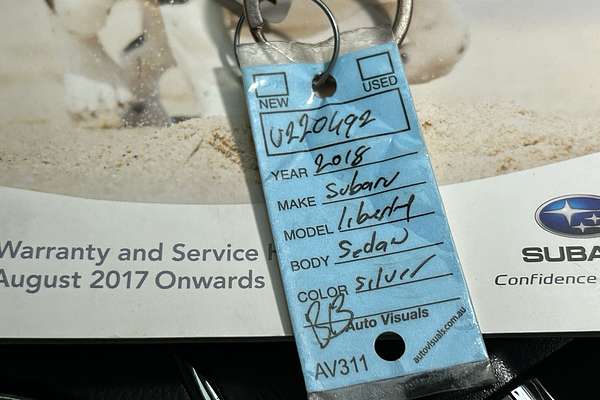 NEW USED
U220492
YEAR 2018
MAKE Subaru
MODEL liberty
BODY Sedan
COLOR silver
BB
Auto Visuals
autovisuals.com.au
AV311
Warranty and Service
August 2017 Onwards
SUBA
Confidence